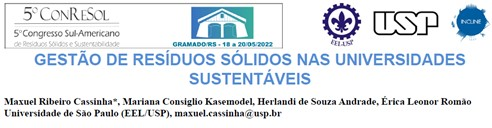 5º CONRESOL
5º Congresso Sul-Americano
de Resíduos Sólidos e Sustentabilidade
GRAMADO/RS - 18 a 20/05/2022
EEL-USP
USP
INCLINE
GESTÃO DE RESÍDUOS SÓLIDOS NAS UNIVERSIDADES
SUSTENTÁVEIS
Maxuel Ribeiro Cassinha*, Mariana Consiglio Kasemodel, Herlandi de Souza Andrade, Érica Leonor Romão
Universidade de São Paulo (EEL/USP), maxuel.cassinha@usp.br